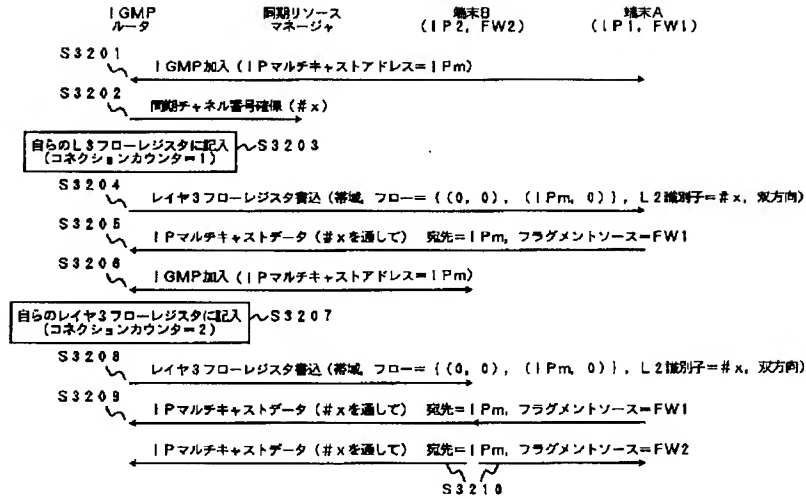 IGMP
ルータ
同期リソース
マネージャ
端末B
(IP2, FW2)
端末A
(IP1, FW1)
S3201
IGMP加入(IPマルチキャストアドレス=IPm)
S3202
同期チャネル番号確保(#x)
自らのL3フローレジスタに記入
(コネクションカウンター=1)
S3203
S3204
レイヤ3フローレジスタ書込(帯域, フロー={(0, 0), (IPm, 0)}, L2識別子=#x, 双方向)
S3205
IPマルチキャストデータ(#xを通して) 宛先=IPm, フラグメントソース=FW1
S3206
IGMP加入(IPマルチキャストアドレス=IPm)
自らのレイヤ3フローレジスタに記入
(コネクションカウンター=2)
S3207
S3208
レイヤ3フローレジスタ書込(帯域, フロー={(0, 0), (IPm, 0)}, L2識別子=#x, 双方向)
S3209
IPマルチキャストデータ(#xを通して) 宛先=IPm, フラグメントソース=FW1
IPマルチキャストデータ(#xを通して) 宛先=IPm, フラグメントソース=FW2
S3210